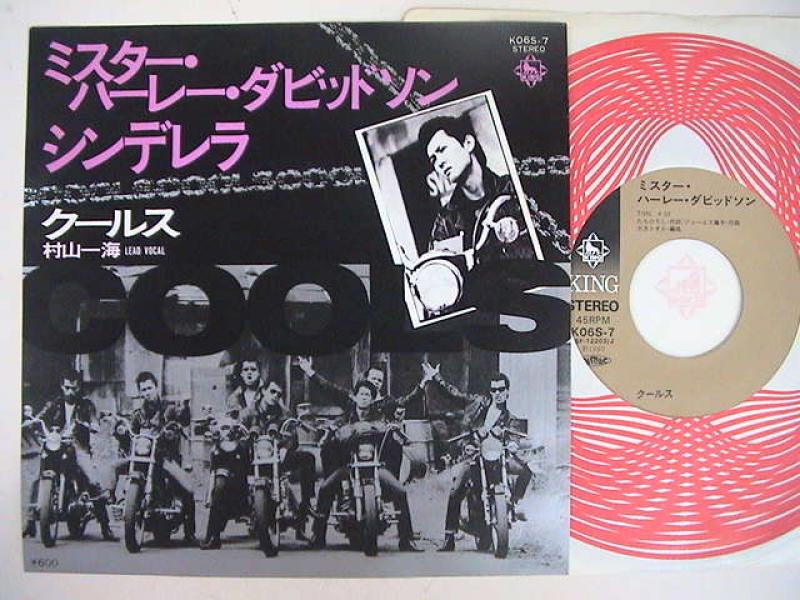 K06S-7
STEREO
ミスター・
ハーレー・ダビッドソン
シンデレラ
クールス
村山一海 LEAD VOCAL
COOLS
¥600
ミスター・
ハーレー・ダビッドソン
KING
STEREO
45RPM
K06S-7
クールス